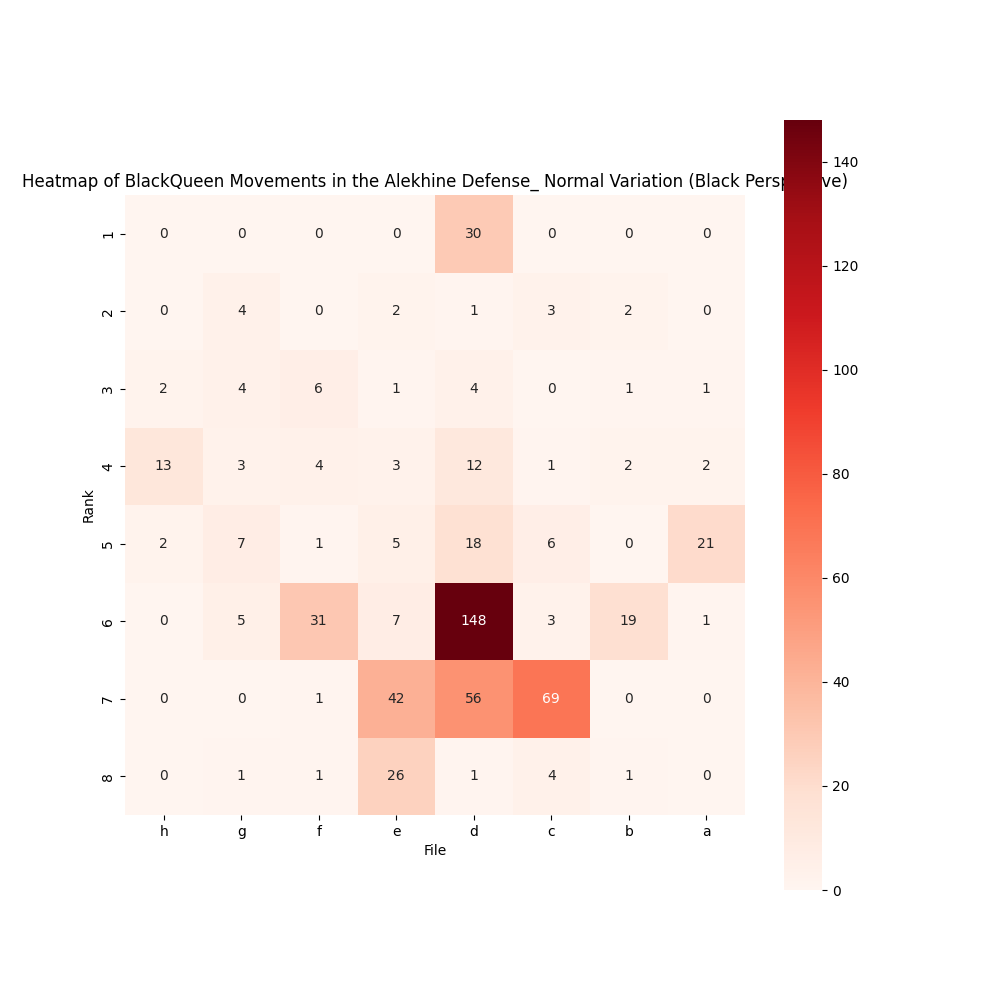 Heatmap of BlackQueen Movements in the Alekhine Defense_ Normal Variation (Black Perspective)
140
120
100
80
60
40
20
0
Rank
1 0 0 0 0 30 0 0 0
2 0 4 0 2 1 3 2 0
3 2 4 6 1 4 0 1 1
4 13 3 4 3 12 1 2 2
5 2 7 1 5 18 6 0 21
6 0 5 31 7 148 3 19 1
7 0 0 1 42 56 69 0 0
8 0 1 1 26 1 4 1 0
h g f e d c b a
File